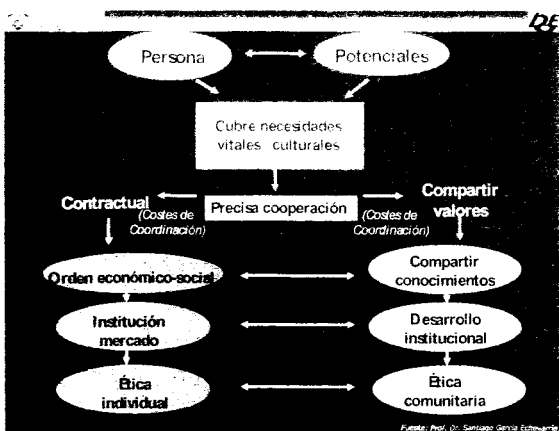 Persona
Potenciales
Cubre necesidades
vitales culturales
Contractual
(Costes de
Coordinación)
Precisa cooperación
(Costes de
Coordinación)
Compartir
valores
Orden económico-social
Compartir
conocimientos
Institución
mercado
Desarrollo
institucional
Ética
individual
Ética
comunitaria
Fuente: Prof. Dr. Santiago García Echevarría